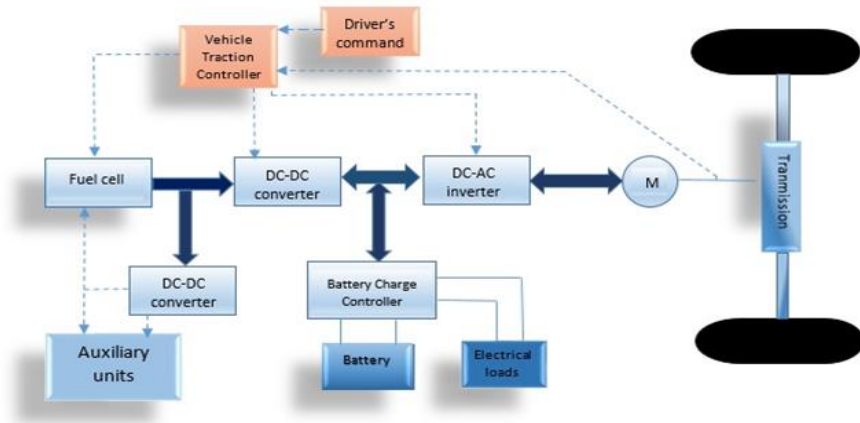 Driver's
command
Vehicle
Traction
Controller
Fuel cell
DC-DC
converter
DC-AC
inverter
M
Tranmission
DC-DC
converter
Battery Charge
Controller
Auxiliary
units
Battery
Electrical
loads